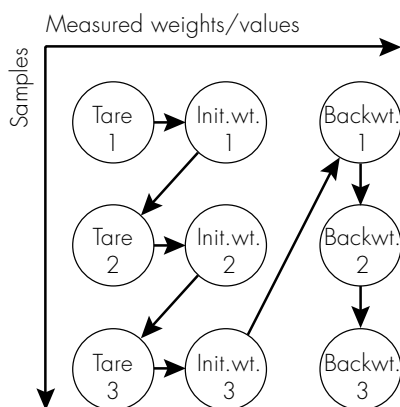 Measured weights/values
Samples
Tare
1
Init.wt.
1
Backwt.
1
Tare
2
Init.wt.
2
Backwt.
2
Tare
3
Init.wt.
3
Backwt.
3